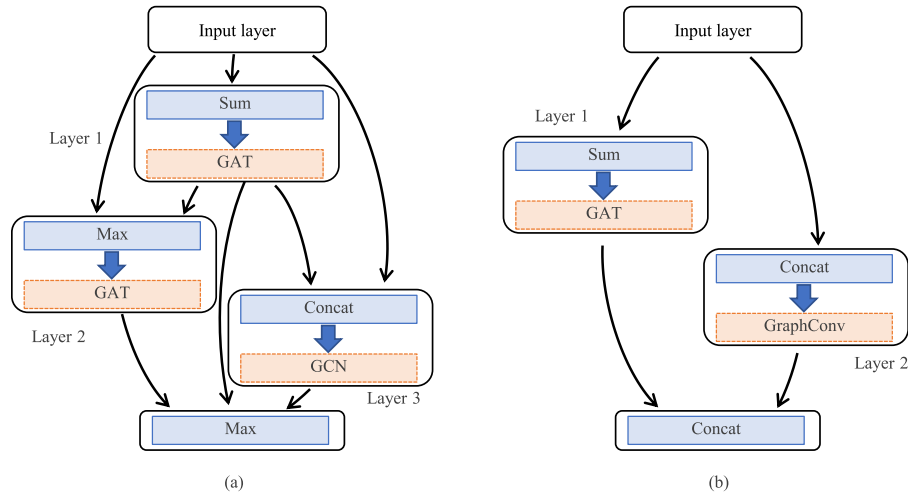 Input layer
Sum
Layer 1
GAT
Max
GAT
Concat
Layer 2
GCN
Layer 3
Max
(a)
Input layer
Layer 1
Sum
GAT
Concat
GraphConv
Layer 2
Concat
(b)